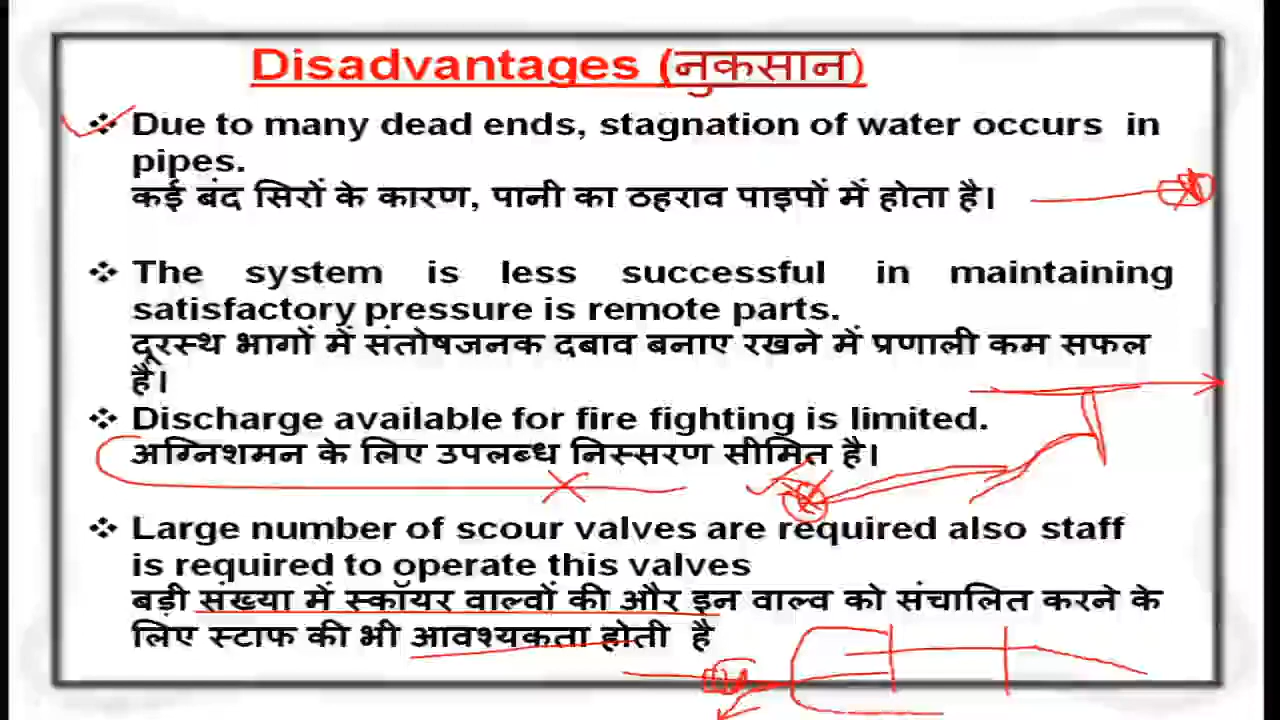 Disadvantages (नुकसान)
❖ Due to many dead ends, stagnation of water occurs in
pipes.
कई बंद सिरों के कारण, पानी का ठहराव पाइपों में होता है।
❖ The system is less successful in maintaining
satisfactory pressure is remote parts.
दूरस्थ भागों में संतोषजनक दबाव बनाए रखने में प्रणाली कम सफल
है।
❖ Discharge available for fire fighting is limited.
अग्निशमन के लिए उपलब्ध निस्सरण सीमित है।
❖ Large number of scour valves are required also staff
is required to operate this valves
बड़ी संख्या में स्कॉयर वाल्वों की और इन वाल्व को संचालित करने के
लिए स्टाफ की भी आवश्यकता होती है